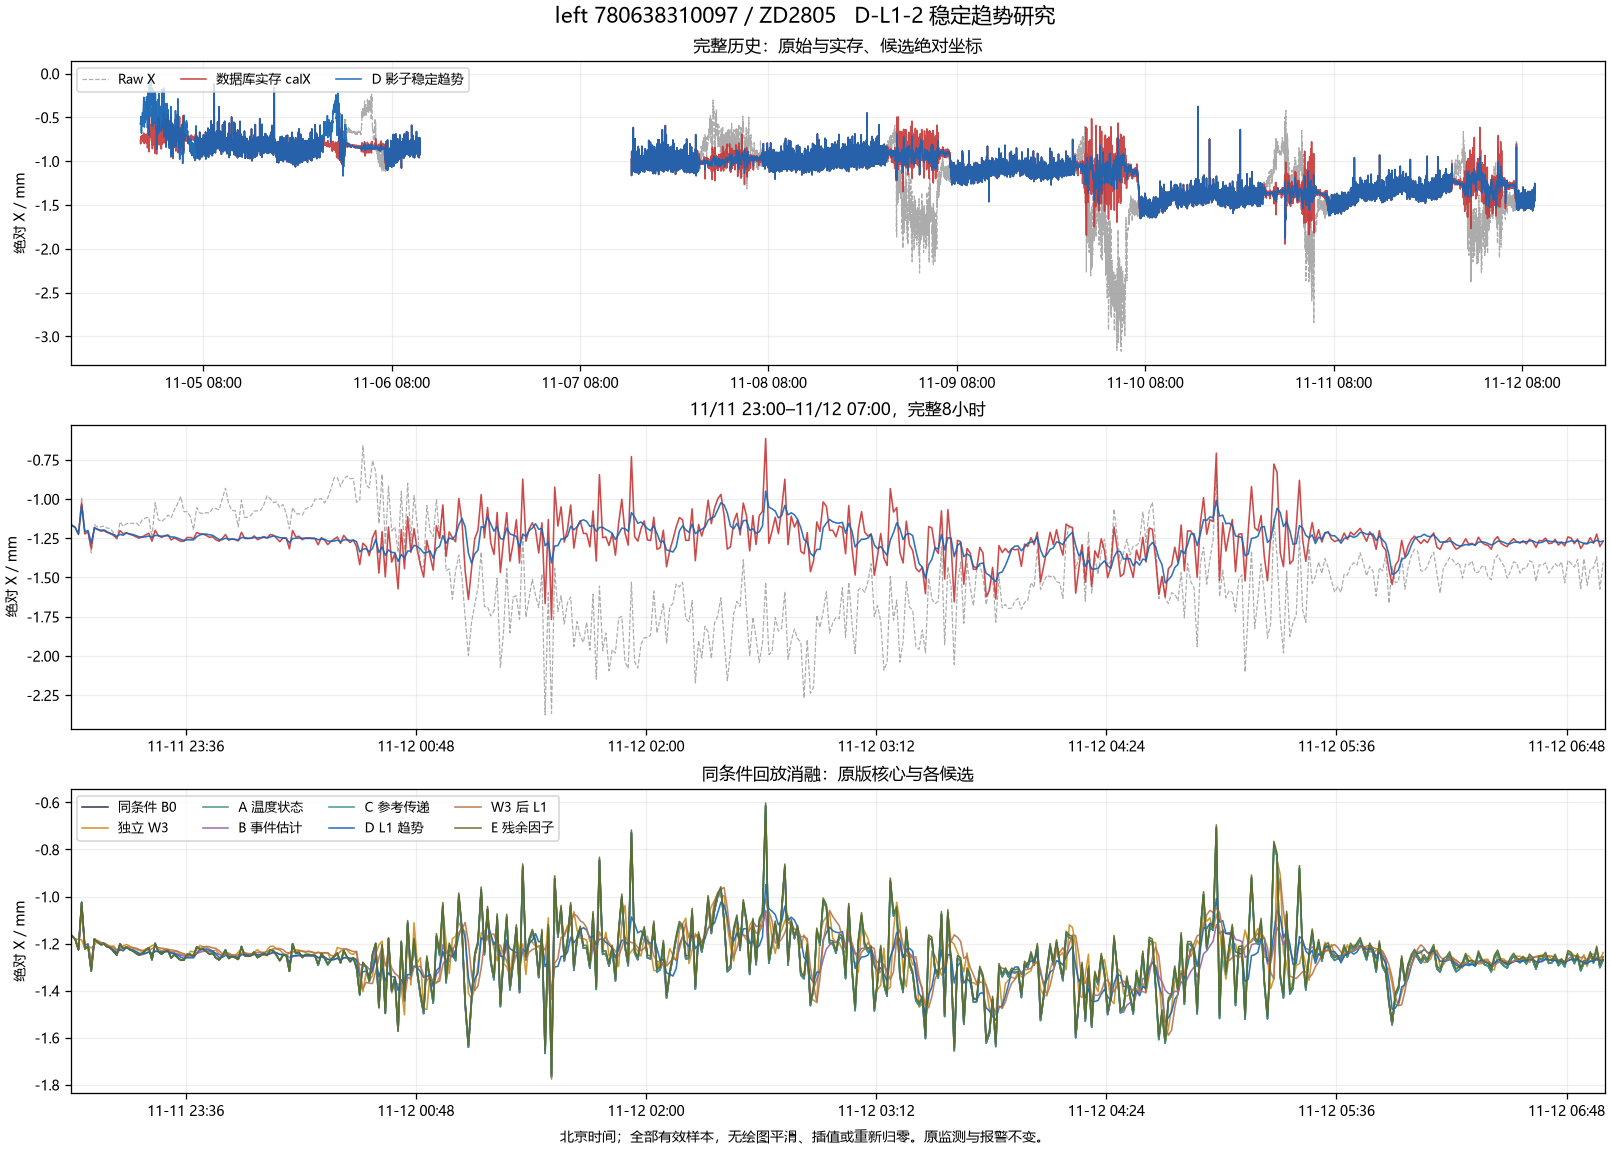 left 780638310097 / ZD2805   D-L1-2 稳定趋势研究
完整历史：原始与实存、候选绝对坐标
Raw X
数据库实存 calX
D 影子稳定趋势
绝对 X / mm
0.0
-0.5
-1.0
-1.5
-2.0
-2.5
-3.0
11-05 08:00
11-06 08:00
11-07 08:00
11-08 08:00
11-09 08:00
11-10 08:00
11-11 08:00
11-12 08:00
11/11 23:00–11/12 07:00，完整8小时
绝对 X / mm
-0.75
-1.00
-1.25
-1.50
-1.75
-2.00
-2.25
11-11 23:36
11-12 00:48
11-12 02:00
11-12 03:12
11-12 04:24
11-12 05:36
11-12 06:48
同条件回放消融：原版核心与各候选
同条件 B0
A 温度状态
C 参考传递
W3 后 L1
独立 W3
B 事件估计
D L1 趋势
E 残余因子
绝对 X / mm
-0.6
-0.8
-1.0
-1.2
-1.4
-1.6
-1.8
11-11 23:36
11-12 00:48
11-12 02:00
11-12 03:12
11-12 04:24
11-12 05:36
11-12 06:48
北京时间；全部有效样本，无绘图平滑、插值或重新归零。原监测与报警不变。